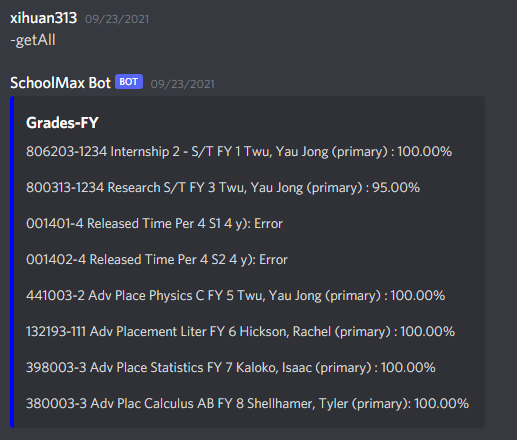 xihuan313 09/23/2021
-getAll
SchoolMax Bot BOT 09/23/2021
Grades-FY
806203-1234 Internship 2 - S/T FY 1 Twu, Yau Jong (primary) : 100.00%
800313-1234 Research S/T FY 3 Twu, Yau Jong (primary) : 95.00%
001401-4 Released Time Per 4 S1 4 y): Error
001402-4 Released Time Per 4 S2 4 y): Error
441003-2 Adv Place Physics C FY 5 Twu, Yau Jong (primary) : 100.00%
132193-111 Adv Placement Liter FY 6 Hickson, Rachel (primary) : 100.00%
398003-3 Adv Place Statistics FY 7 Kaloko, Isaac (primary) : 100.00%
380003-3 Adv Plac Calculus AB FY 8 Shellhamer, Tyler (primary): 100.00%